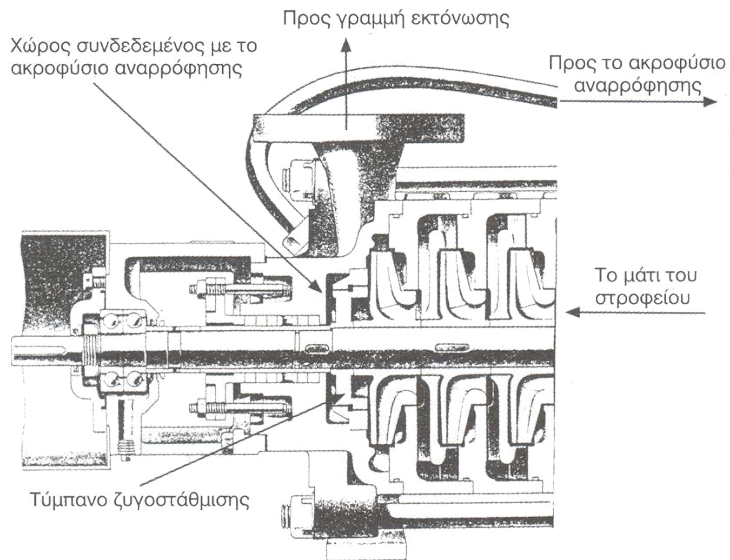 Προς γραμμή εκτόνωσης
Χώρος συνδεδεμένος με το
ακροφύσιο αναρρόφησης
Προς το ακροφύσιο
αναρρόφησης
Το μάτι του
στροφείου
Τύμπανο ζυγοστάθμισης